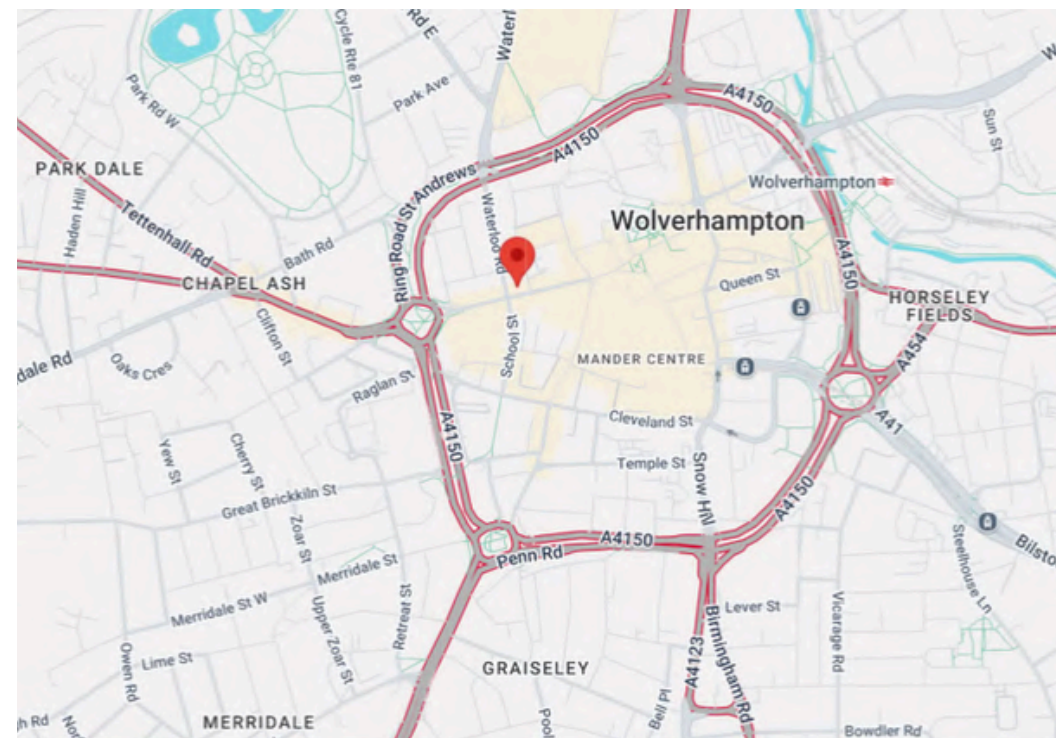 Rd E
Waterl
Cycle Rte 81
Park Ave
Park Rd W
A4150
A4150
Sun St
PARK DALE
Ring Road St Andrews
Wolverhampton
Haden Hill
Tettenhall Rd
Waterloo Rd
Wolverhampton
Bath Rd
A4150
CHAPEL ASH
Queen St
HORSELEY
FIELDS
Clifton St
School St
MANDER CENTRE
A454
dale Rd
Oaks Cres
Raglan St
Cleveland St
A41
A4150
Yew St
Cherry St
Temple St
Snow Hill
A4150
Great Brickkiln St
Zoar St
A4150
Penn Rd
Bilsto
Steelhouse Ln
Merridale St
Merridale St W
Upper Zoar St
Retreat St
Lever St
Birmingham Rd
Vicarage Rd
Owen Rd
Lime St
GRAISELEY
A4123
Bell Pl
h Rd
MERRIDALE
Pool
Bowdler Rd